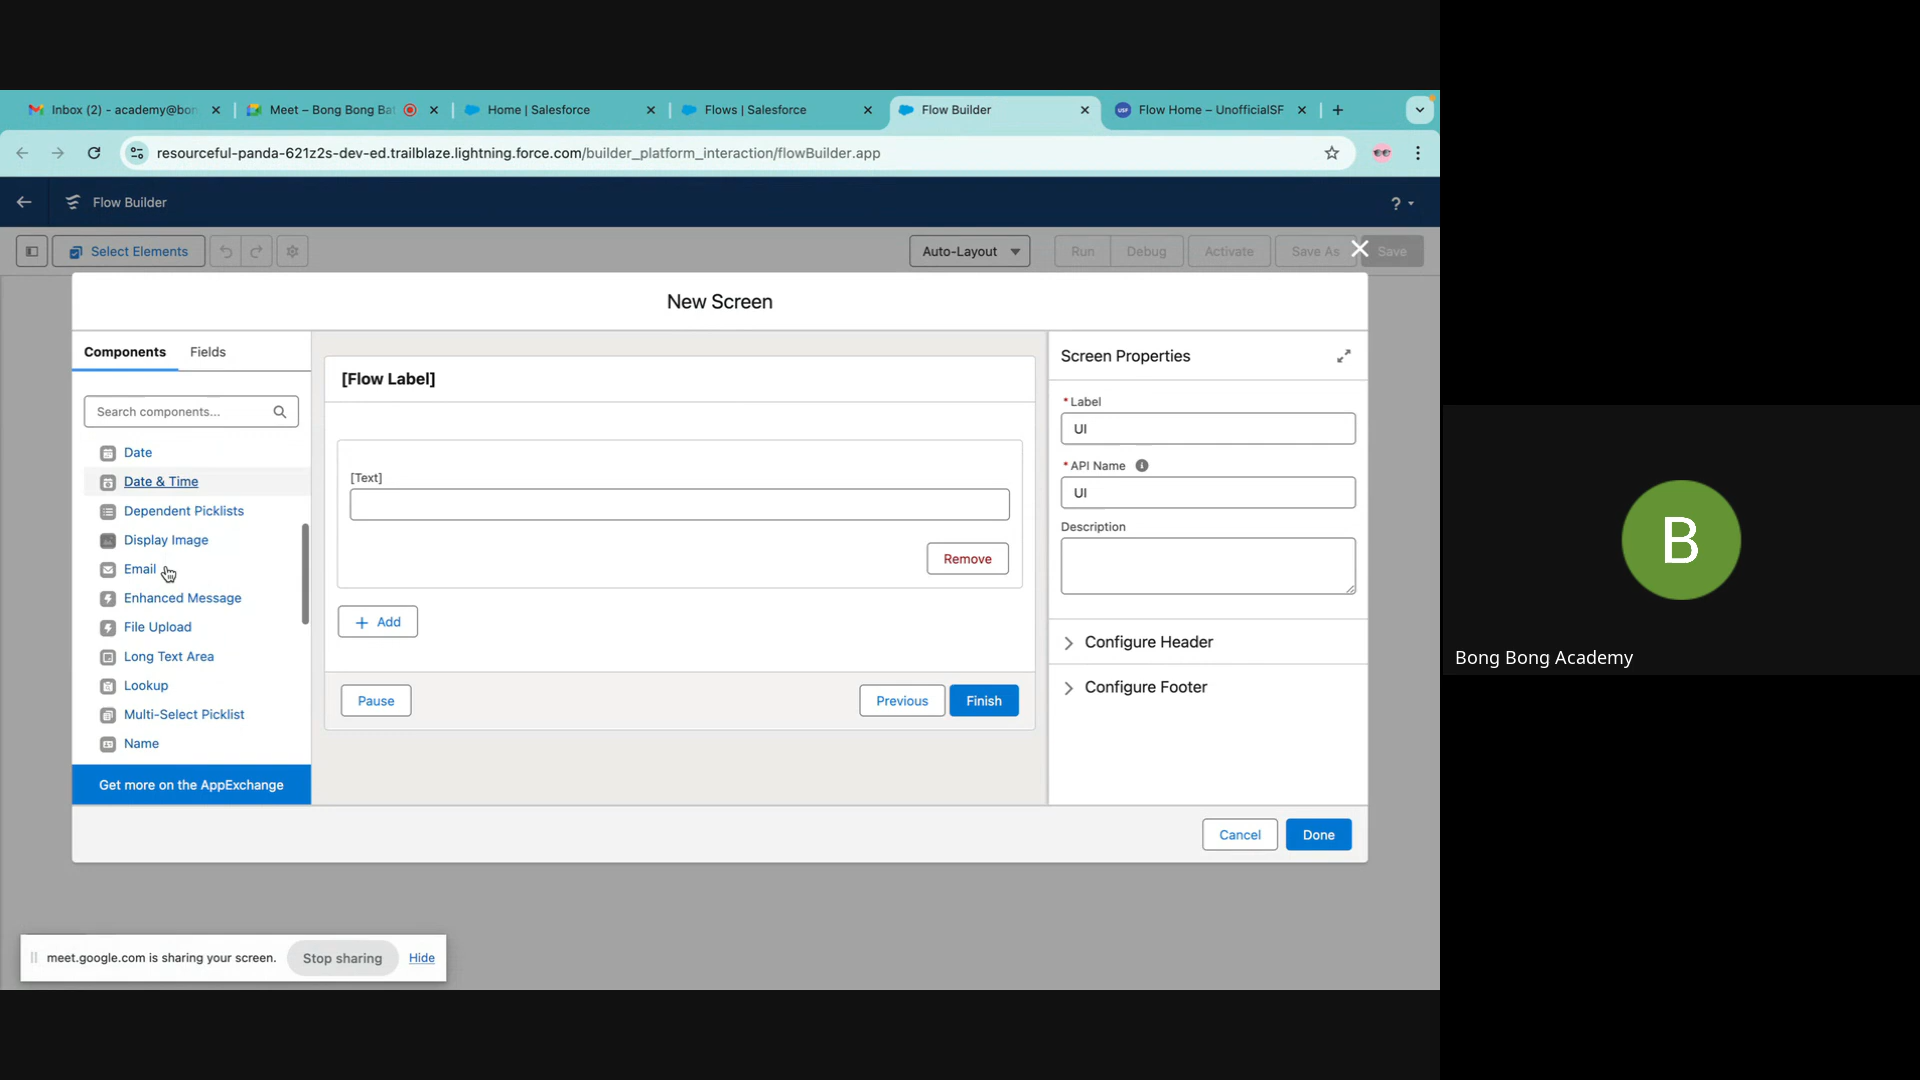 Inbox (2) - academy@bon
Meet – Bong Bong Bat
Home | Salesforce
Flows | Salesforce
Flow Builder
Flow Home – UnofficialSF
resourceful-panda-621z2s-dev-ed.trailblaze.lightning.force.com/builder_platform_interaction/flowBuilder.app
Flow Builder
?
Select Elements
Auto-Layout
Run
Debug
Activate
Save As
Save
New Screen
Components
Fields
Search components...
Date
Date & Time
Dependent Picklists
Display Image
Email
Enhanced Message
File Upload
Long Text Area
Lookup
Multi-Select Picklist
Name
Get more on the AppExchange
[Flow Label]
[Text]
Remove
+ Add
Pause
Previous
Finish
Screen Properties
* Label
UI
* API Name
UI
Description
Configure Header
Configure Footer
Cancel
Done
meet.google.com is sharing your screen.
Stop sharing
Hide
B
Bong Bong Academy